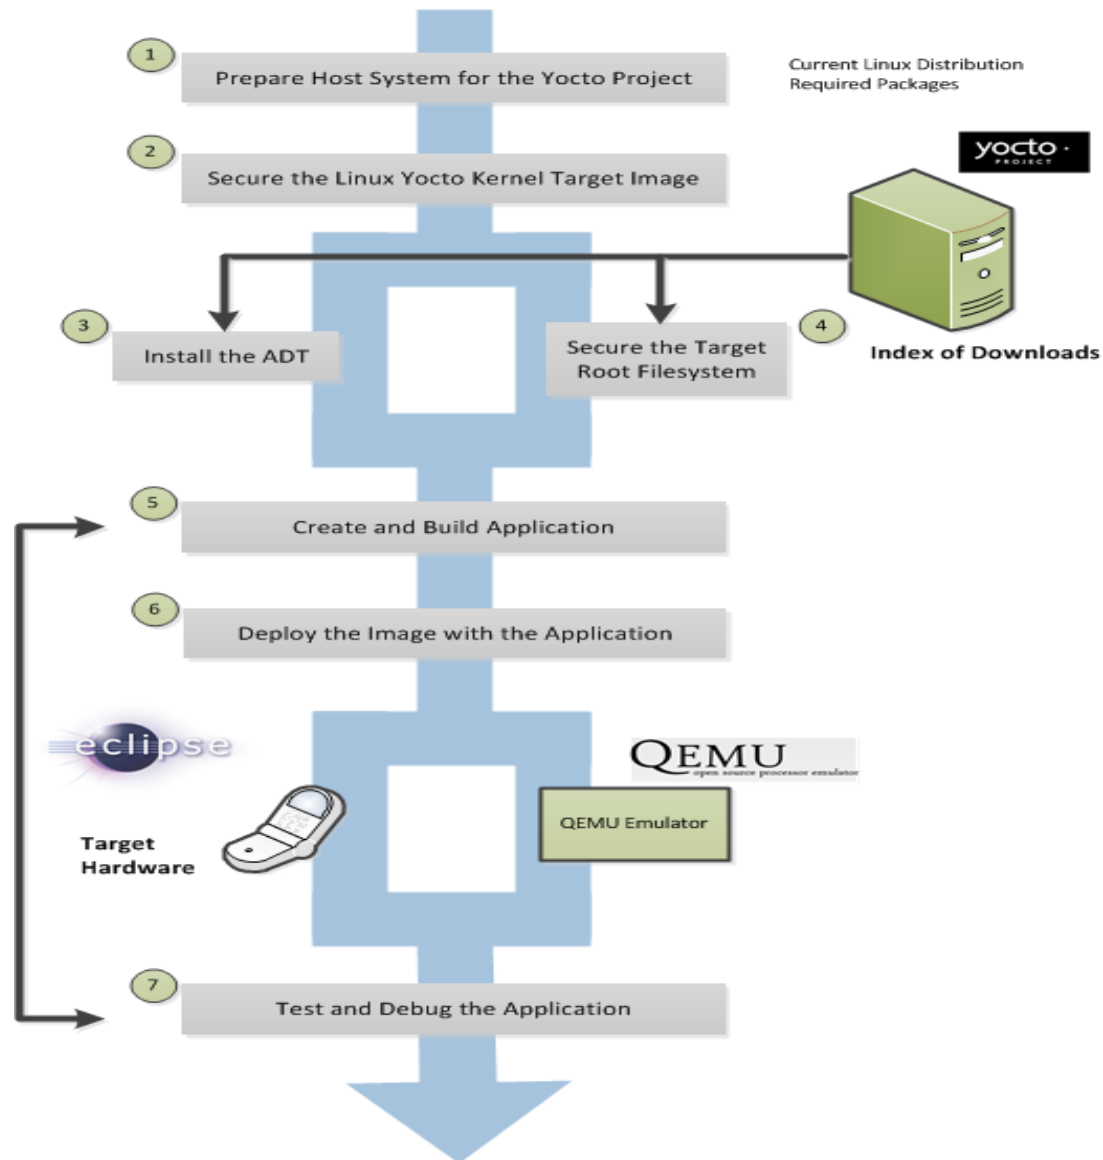 1
Prepare Host System for the Yocto Project
Current Linux Distribution
Required Packages
2
Secure the Linux Yocto Kernel Target Image
yocto ·
PROJECT
3
Install the ADT
Secure the Target
Root Filesystem
4
Index of Downloads
5
Create and Build Application
6
Deploy the Image with the Application
eclipse
QEMU
open source processor emulator
Target
Hardware
QEMU Emulator
7
Test and Debug the Application